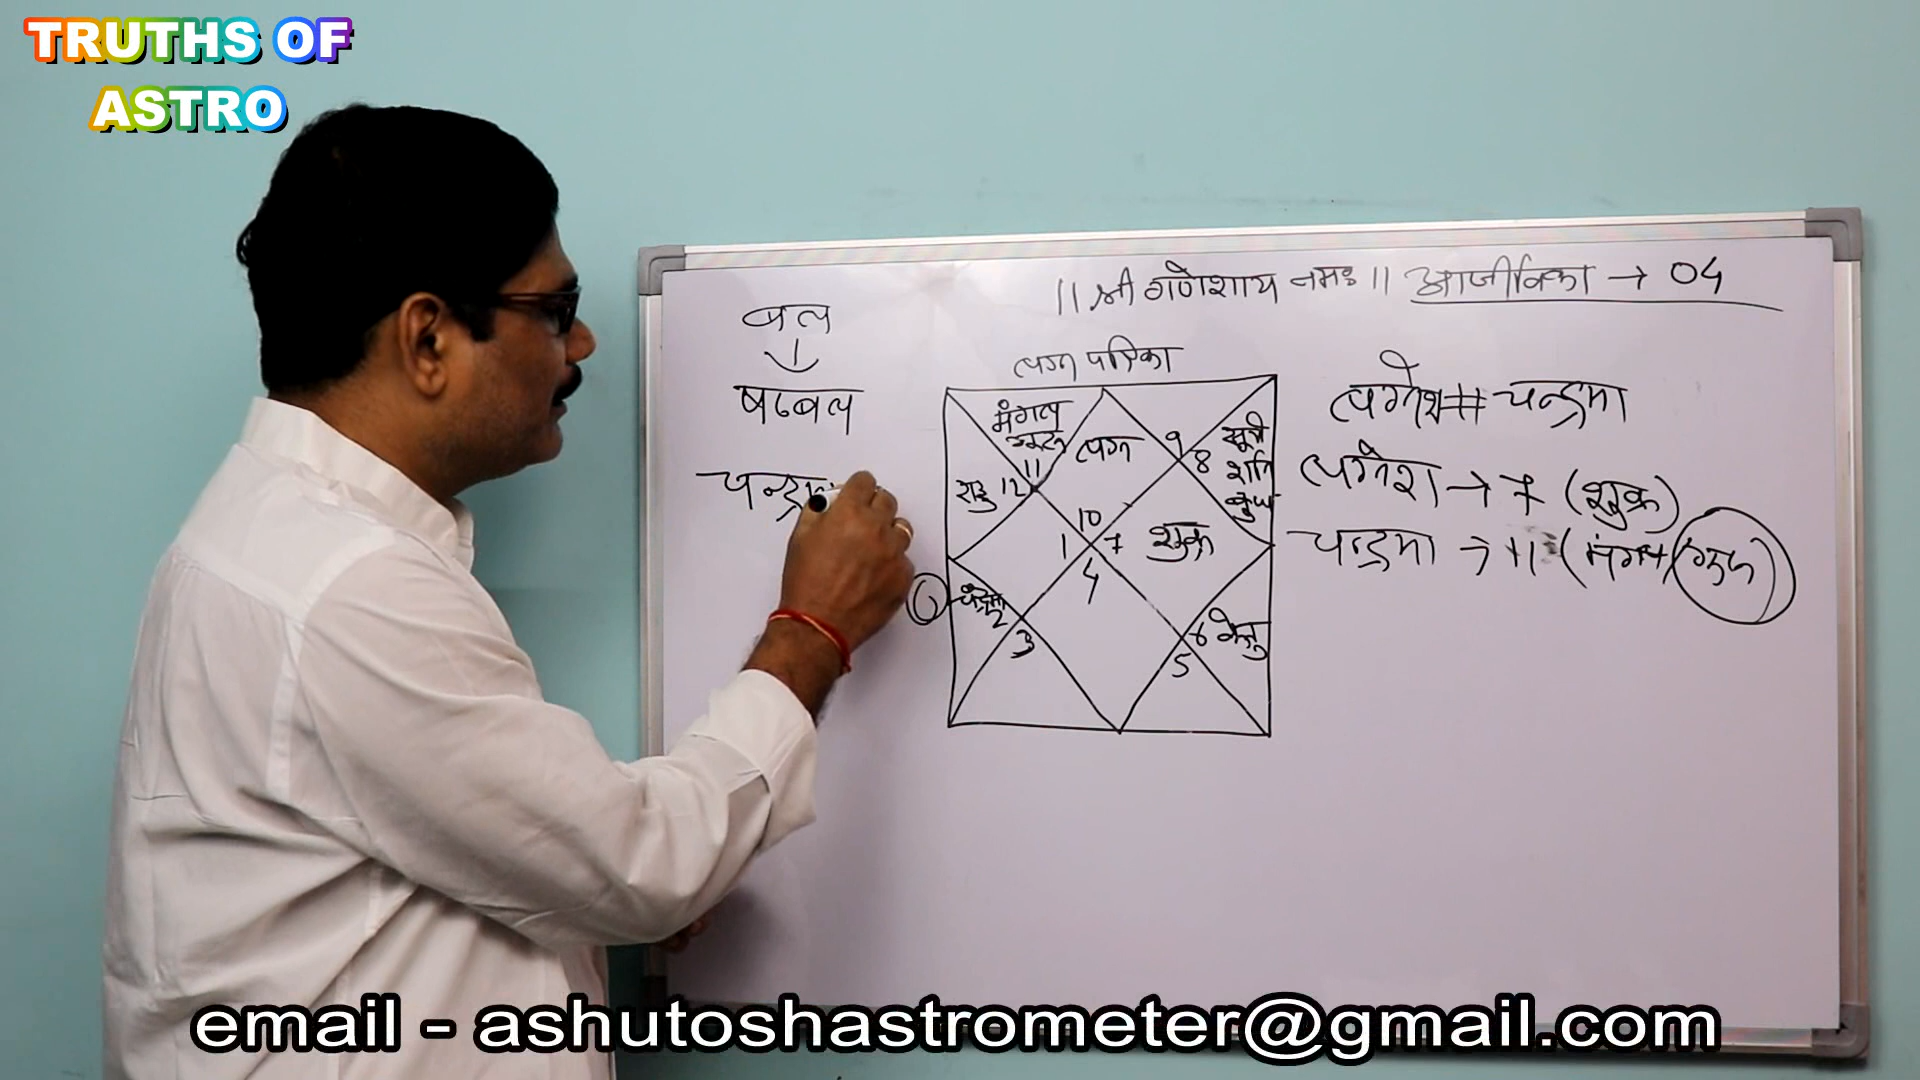 TRUTHS OF
ASTRO
|| श्री गणेशाय नमः || आजीविका → 04
बल
षडबल
लग्न पत्रिका
मंगल
गुरु
11
लग्न
9
8
सूर्य
शनि
बुध
राहु 12
10
1
7 शुक्र
4
चंद्रमा
2
3
6 केतु
5
लग्नेश # चन्द्रमा
लग्नेश → 7 (शुक्र)
चन्द्रमा → 11 (मंगल) गुरु
email - ashutoshastrometer@gmail.com